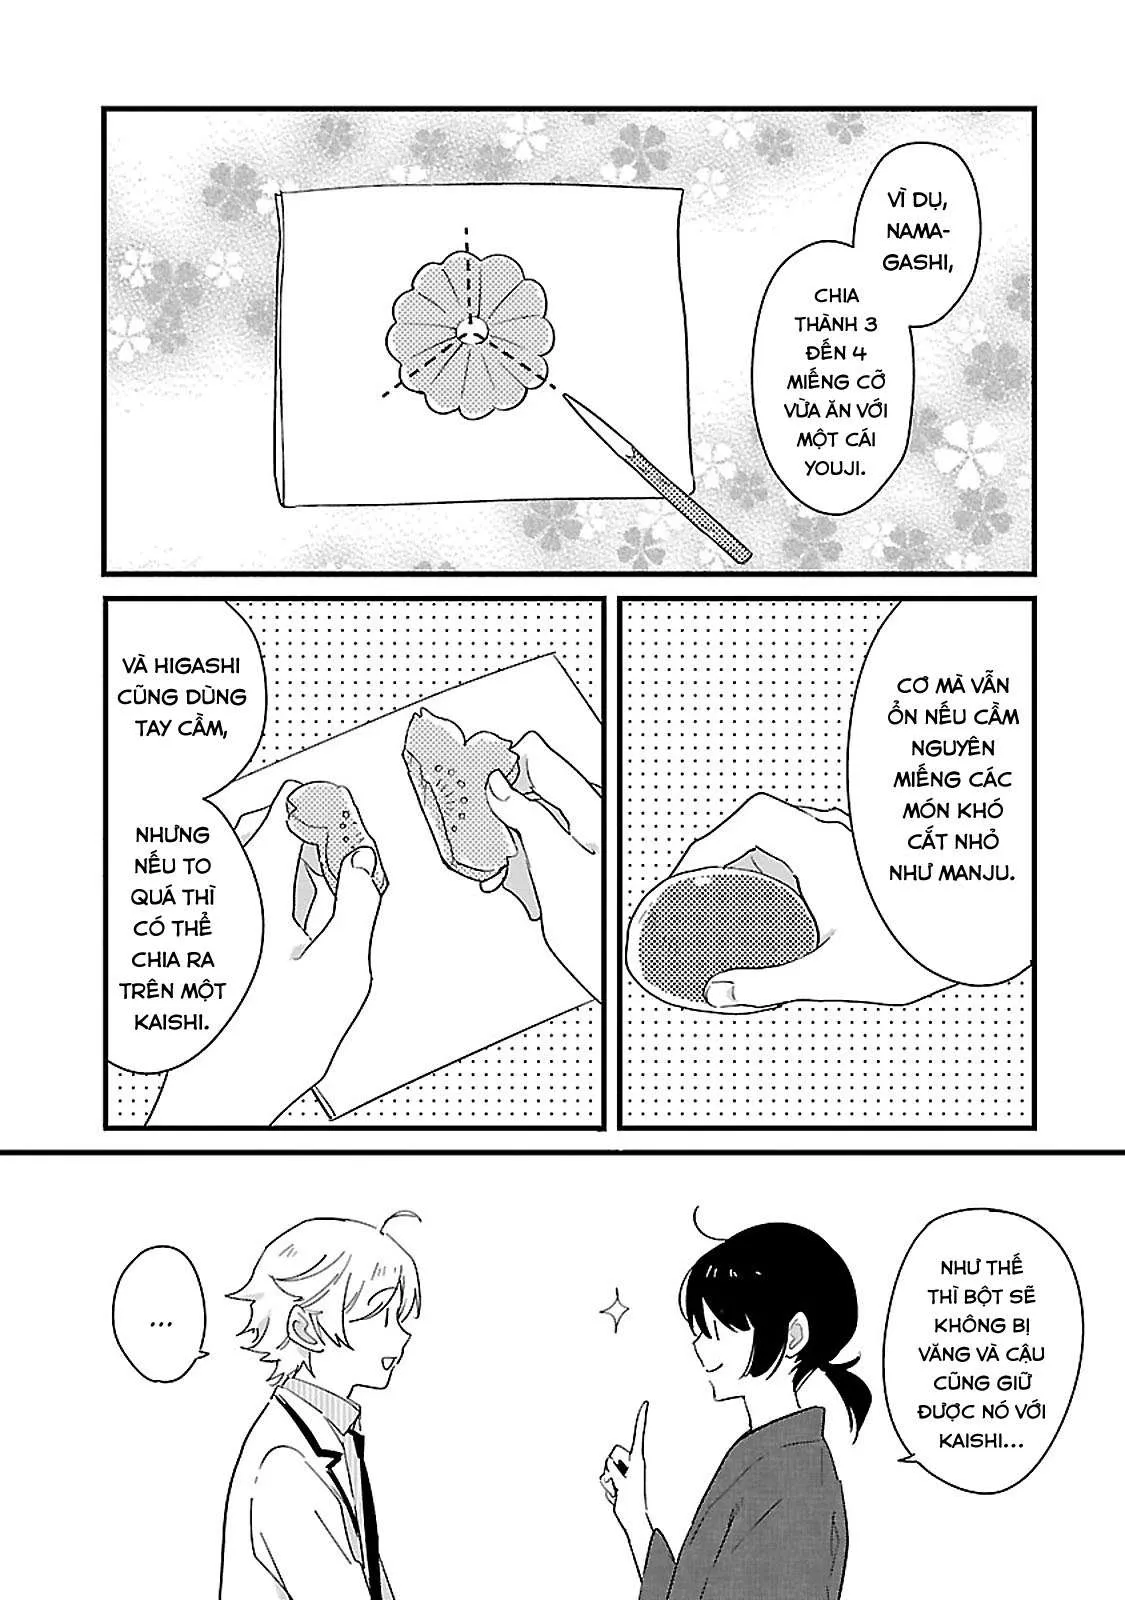 VÌ DỤ,
NAMA-
GASHI,
CHIA
THÀNH 3
ĐẾN 4
MIẾNG CỠ
VỪA ĂN VỚI
MỘT CÁI
YOUJI.
CƠ MÀ VẪN
ỔN NẾU CẦM
NGUYÊN
MIẾNG CÁC
MÓN KHÓ
CẮT NHỎ
NHƯ MANJU.
VÀ HIGASHI
CŨNG DÙNG
TAY CẦM,
NHƯNG
NẾU TO
QUÁ THÌ
CÓ THỂ
CHIA RA
TRÊN MỘT
KAISHI.
NHƯ THẾ
THÌ BỘT SẼ
KHÔNG BỊ
VĂNG VÀ CẬU
CŨNG GIỮ
ĐƯỢC NÓ VỚI
KAISHI...
...